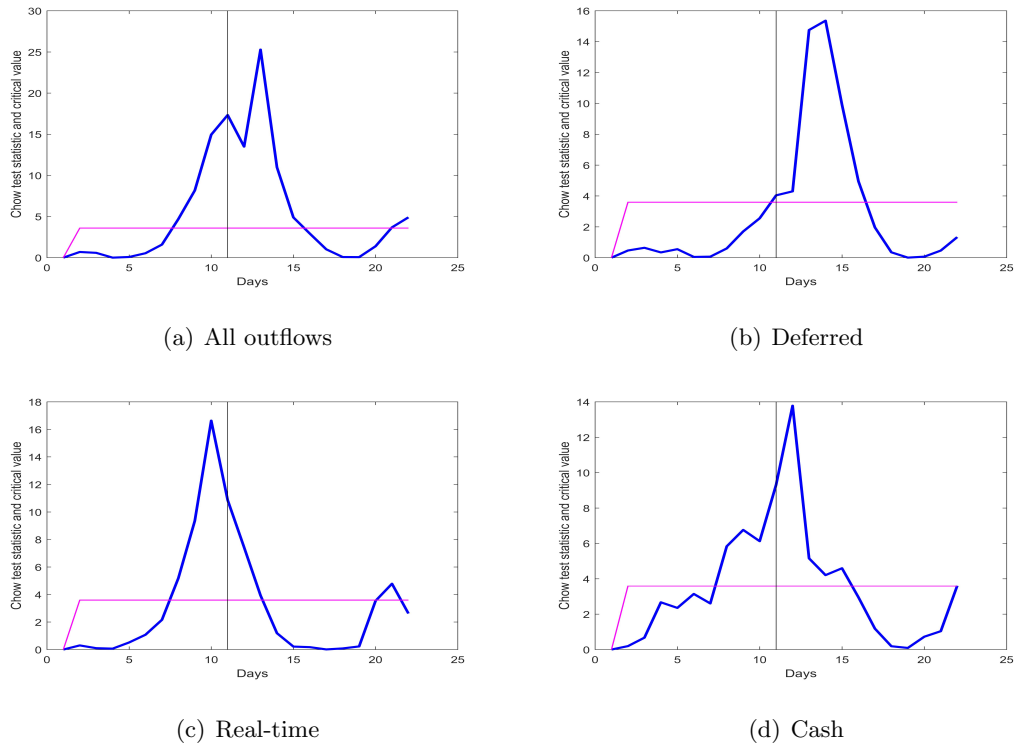 Chow test statistic and critical value
30
25
20
15
10
5
0
0 5 10 15 20 25
Days
(a) All outflows
Chow test statistic and critical value
16
14
12
10
8
6
4
2
0
0 5 10 15 20 25
Days
(b) Deferred
Chow test statistic and critical value
18
16
14
12
10
8
6
4
2
0
0 5 10 15 20 25
Days
(c) Real-time
Chow test statistic and critical value
14
12
10
8
6
4
2
0
0 5 10 15 20 25
Days
(d) Cash